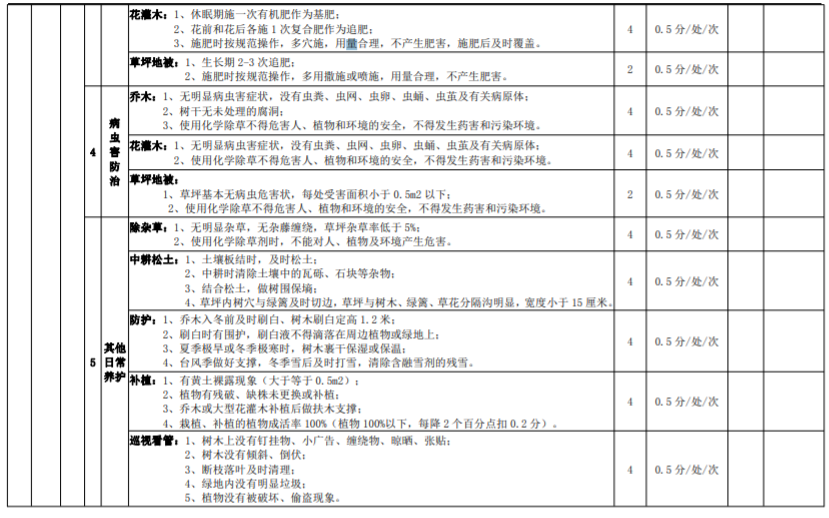 花灌木：1、休眠期施一次有机肥作为基肥；
2、花前和花后各施 1 次复合肥作为追肥；
3、施肥时按规范操作，多穴施，用量合理，不产生肥害，施肥后及时覆盖。
4
0.5 分/处/次
草坪地被：1、生长期 2-3 次追肥；
2、施肥时按规范操作，多用撒施或喷施，用量合理，不产生肥害。
2
0.5 分/处/次
4
病虫害防治
乔木：1、无明显病虫害症状，没有虫粪、虫网、虫卵、虫蛹、虫茧及有关病原体；
2、树干无未处理的腐洞；
3、使用化学除草不得危害人、植物和环境的安全，不得发生药害和污染环境。
4
0.5 分/处/次
花灌木：1、无明显病虫害症状，没有虫粪、虫网、虫卵、虫蛹、虫茧及有关病原体；
2、使用化学除草不得危害人、植物和环境的安全，不得发生药害和污染环境。
4
0.5 分/处/次
草坪地被：
1、草坪基本无病虫危害状，每处受害面积小于 0.5m2 以下；
2、使用化学除草不得危害人、植物和环境的安全，不得发生药害和污染环境。
2
0.5 分/处/次
5
其他
日常
养护
除杂草：1、无明显杂草，无杂藤缠绕，草坪杂草率低于 5%；
2、使用化学除草剂时，不能对人、植物及环境产生危害。
4
0.5 分/处/次
中耕松土：1、土壤板结时，及时松土；
2、中耕时清除土壤中的瓦砾、石块等杂物；
3、结合松土，做树围保墒；
4、草坪内树穴与绿篱及时切边，草坪与树木、绿篱、草花分隔沟明显，宽度小于 15 厘米。
4
0.5 分/处/次
防护：1、乔木入冬前及时刷白、树木刷白定高 1.2 米；
2、刷白时有围护，刷白液不得滴落在周边植物或绿地上；
3、夏季极旱或冬季极寒时，树木裹干保湿或保温；
4、台风季做好支撑，冬季雪后及时打雪，清除含融雪剂的残雪。
4
0.5 分/处/次
补植：1、有黄土裸露现象（大于等于 0.5m2）；
2、植物有残破、缺株未更换或补植；
3、乔木或大型花灌木补植后做扶木支撑；
4、栽植、补植的植物成活率 100%（植物 100%以下，每降 2 个百分点扣 0.2 分）。
4
0.5 分/处/次
巡视看管：1、树木上没有钉挂物、小广告、缠绕物、晾晒、张贴；
2、树木没有倾斜、倒伏；
3、断枝落叶及时清理；
4、绿地内没有明显垃圾；
5、植物没有被破坏、偷盗现象。
4
0.5 分/处/次